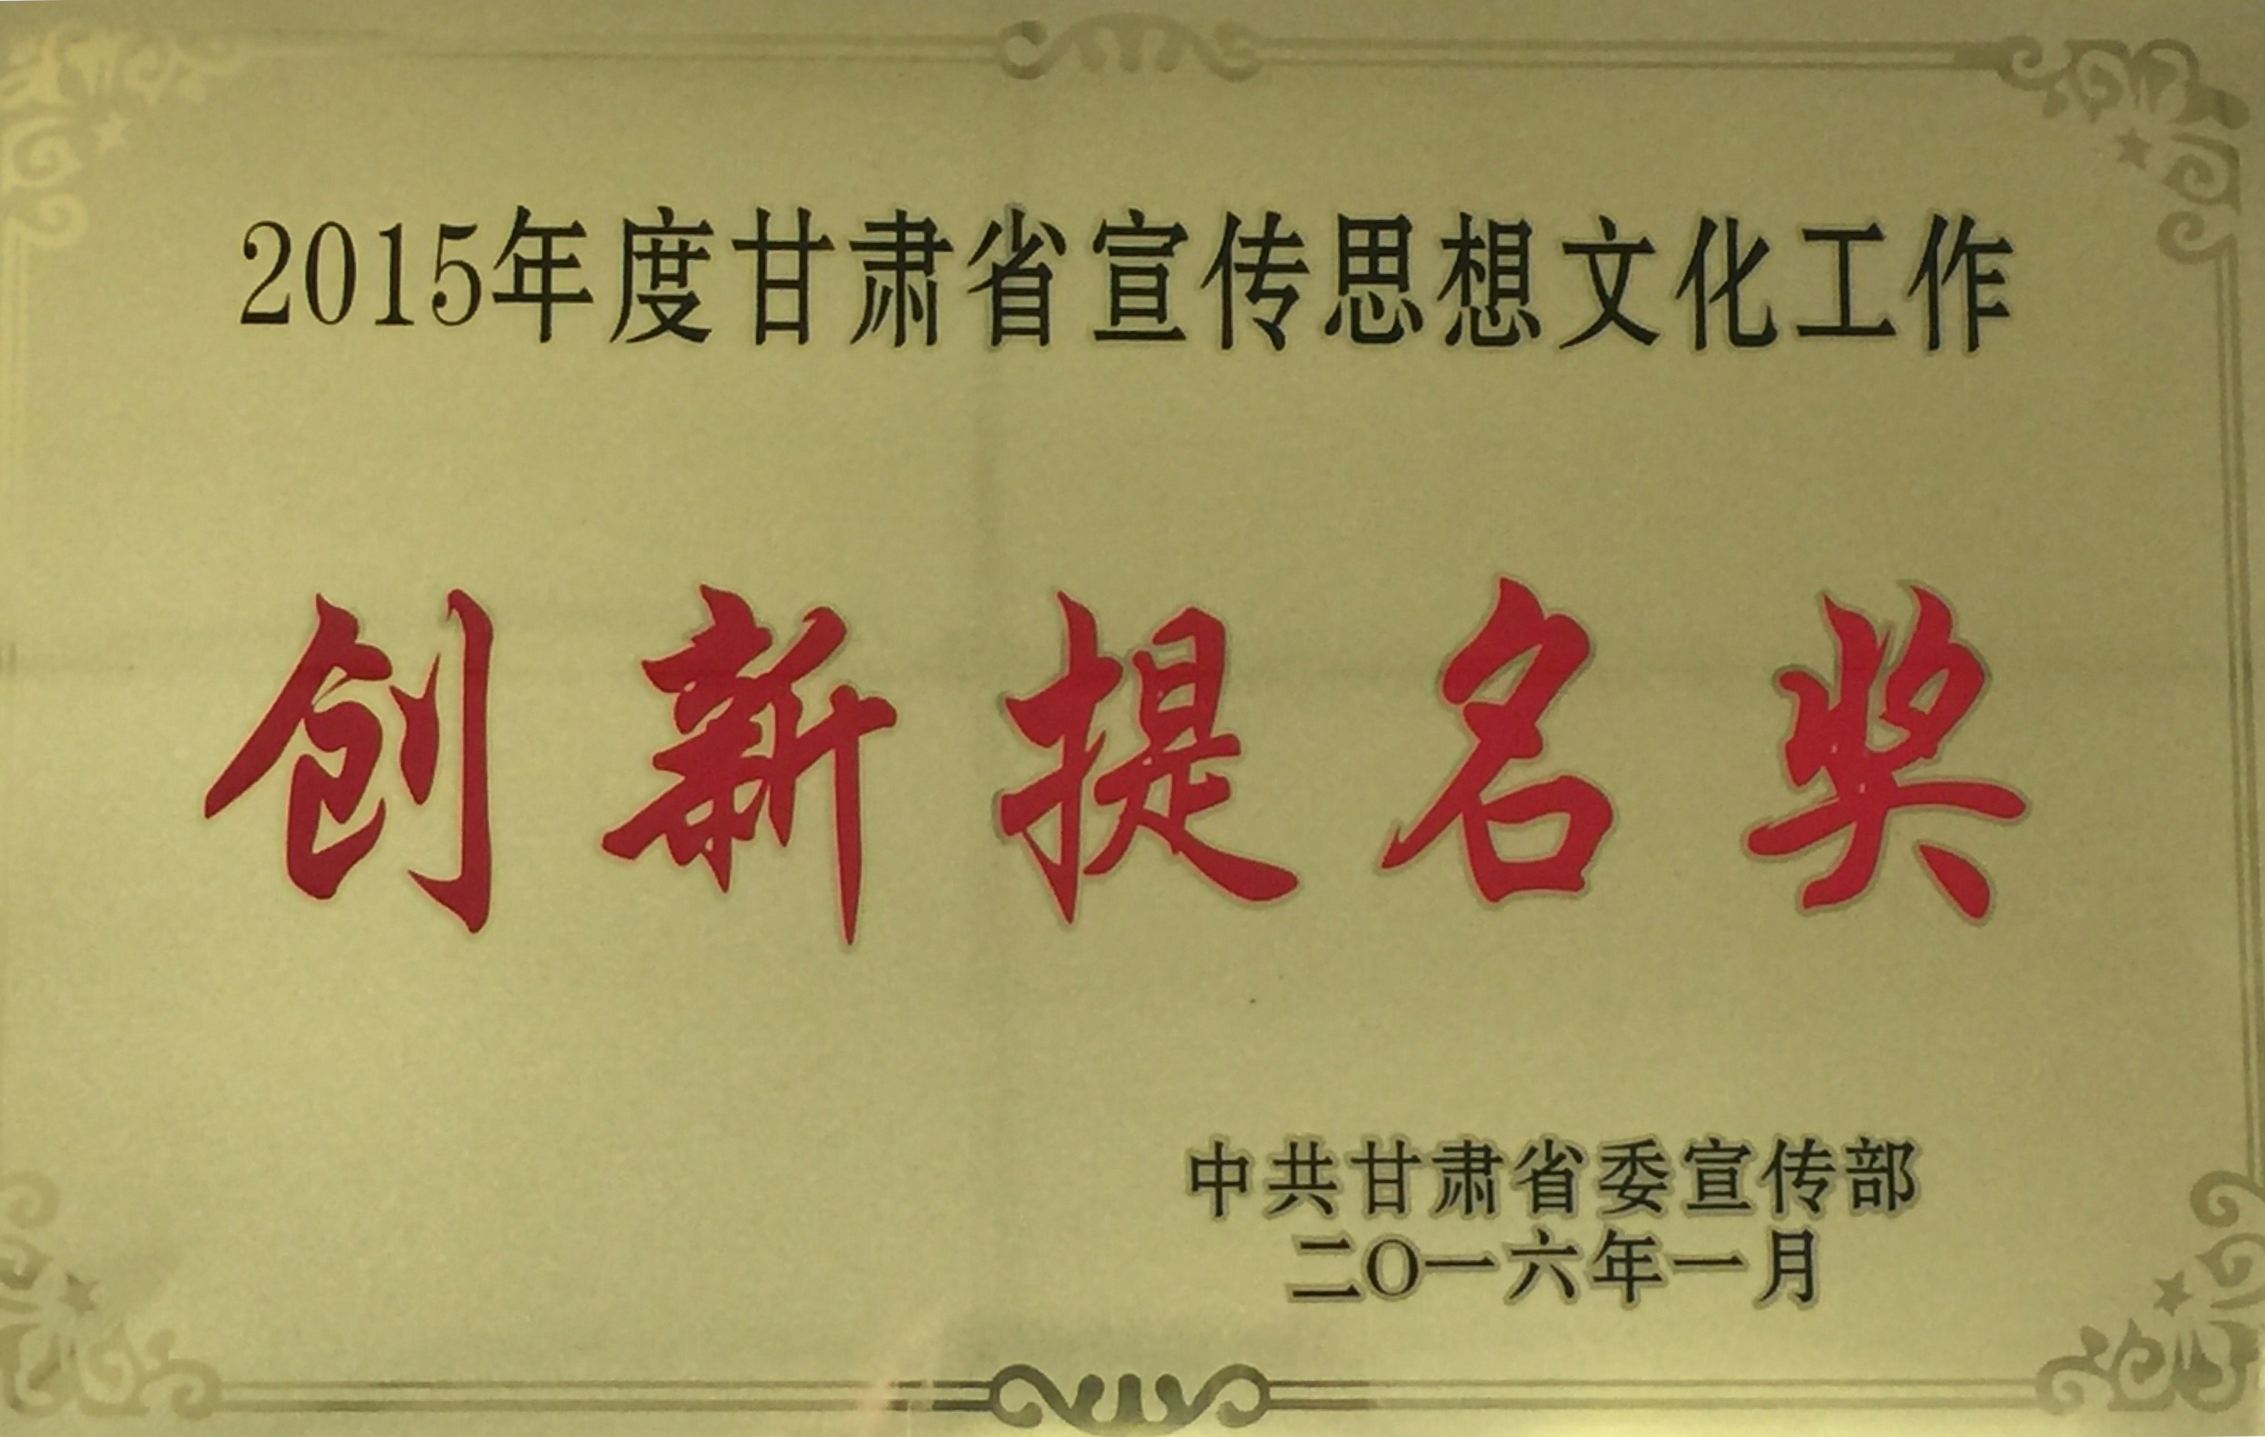 2015年度甘肃省宣传思想文化工作
创新提名奖
中共甘肃省委宣传部
二〇一六年一月